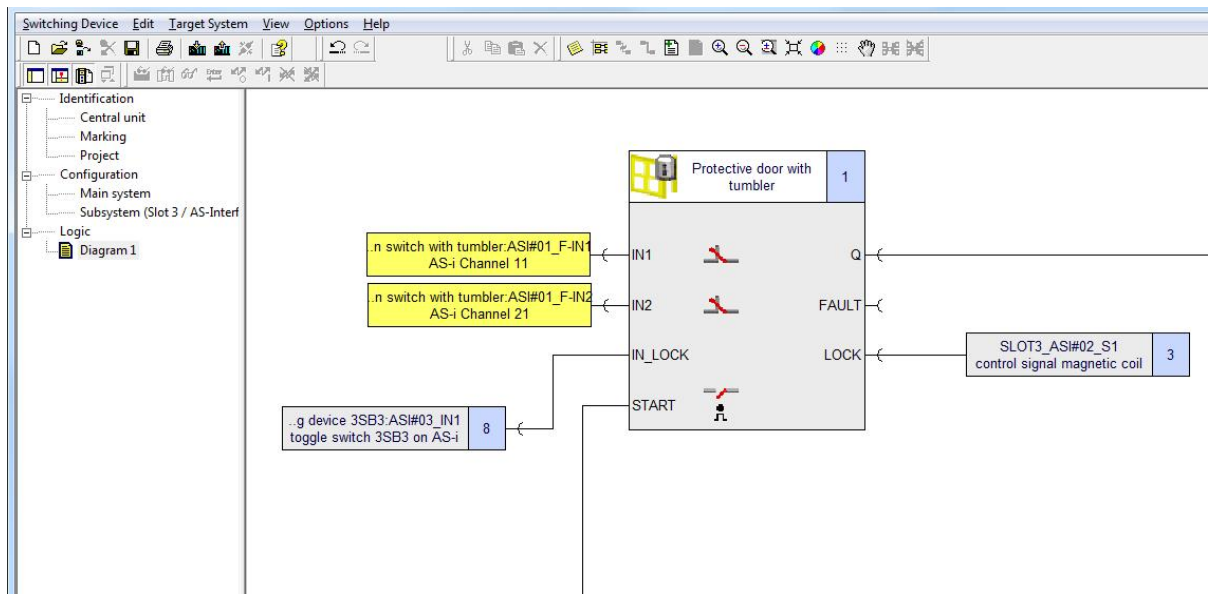 Switching Device Edit Target System View Options Help
Identification
Central unit
Marking
Project
Configuration
Main system
Subsystem (Slot 3 / AS-Interf
Logic
Diagram 1
Protective door with
tumbler
1
..n switch with tumbler:ASI#01_F-IN1
AS-i Channel 11
IN1
Q
..n switch with tumbler:ASI#01_F-IN2
AS-i Channel 21
IN2
FAULT
IN_LOCK
LOCK
SLOT3_ASI#02_S1
control signal magnetic coil
3
START
..g device 3SB3:ASI#03_IN1
toggle switch 3SB3 on AS-i
8